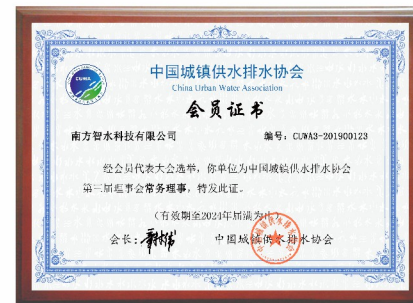 CUWA
中国城镇供水排水协会
China Urban Water Association
会员证书
南方智水科技有限公司 编号：CUWA3-201900123
经会员代表大会选举，你单位为中国城镇供水排水协会
第三届理事会常务理事，特发此证。
（有效期至2024年届满为止）
会长： 中国城镇供水排水协会